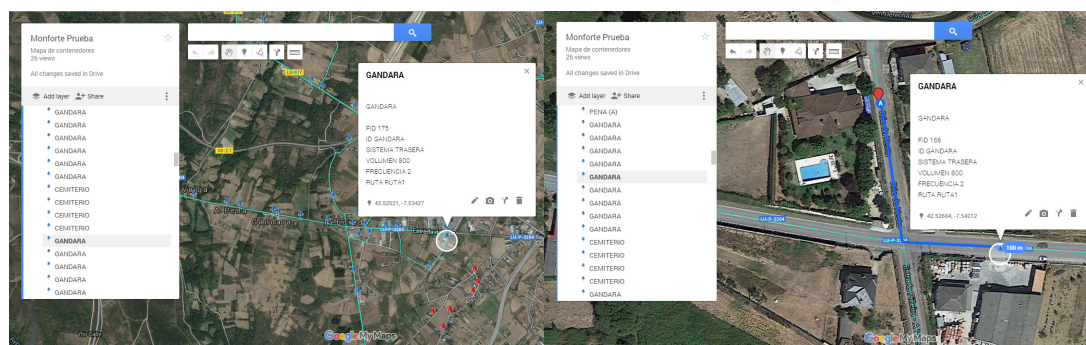 Monforte Prueba
Mapa de contenedores
26 views
All changes saved in Drive
Add layer
Share
GANDARA
GANDARA
GANDARA
GANDARA
GANDARA
GANDARA
CEMITERIO
CEMITERIO
CEMITERIO
CEMITERIO
GANDARA
GANDARA
GANDARA
GANDARA
GANDARA
LU-617
GANDARA
GANDARA
FID 175
ID GANDARA
SISTEMA TRASERA
VOLUMEN 800
FRECUENCIA 2
RUTA RUTA1
42.52521, -7.53427
LU-P-3204
LU-P-3204
Google My Maps
Monforte Prueba
Mapa de contenedores
26 views
All changes saved in Drive
Add layer
Share
PENA (A)
GANDARA
GANDARA
GANDARA
GANDARA
GANDARA
GANDARA
GANDARA
GANDARA
GANDARA
CEMITERIO
CEMITERIO
CEMITERIO
CEMITERIO
GANDARA
A
GANDARA
GANDARA
FID 166
ID GANDARA
SISTEMA TRASERA
VOLUMEN 800
FRECUENCIA 2
RUTA RUTA1
42.52604, -7.54212
LU-P-3204
100 m
Google My Maps